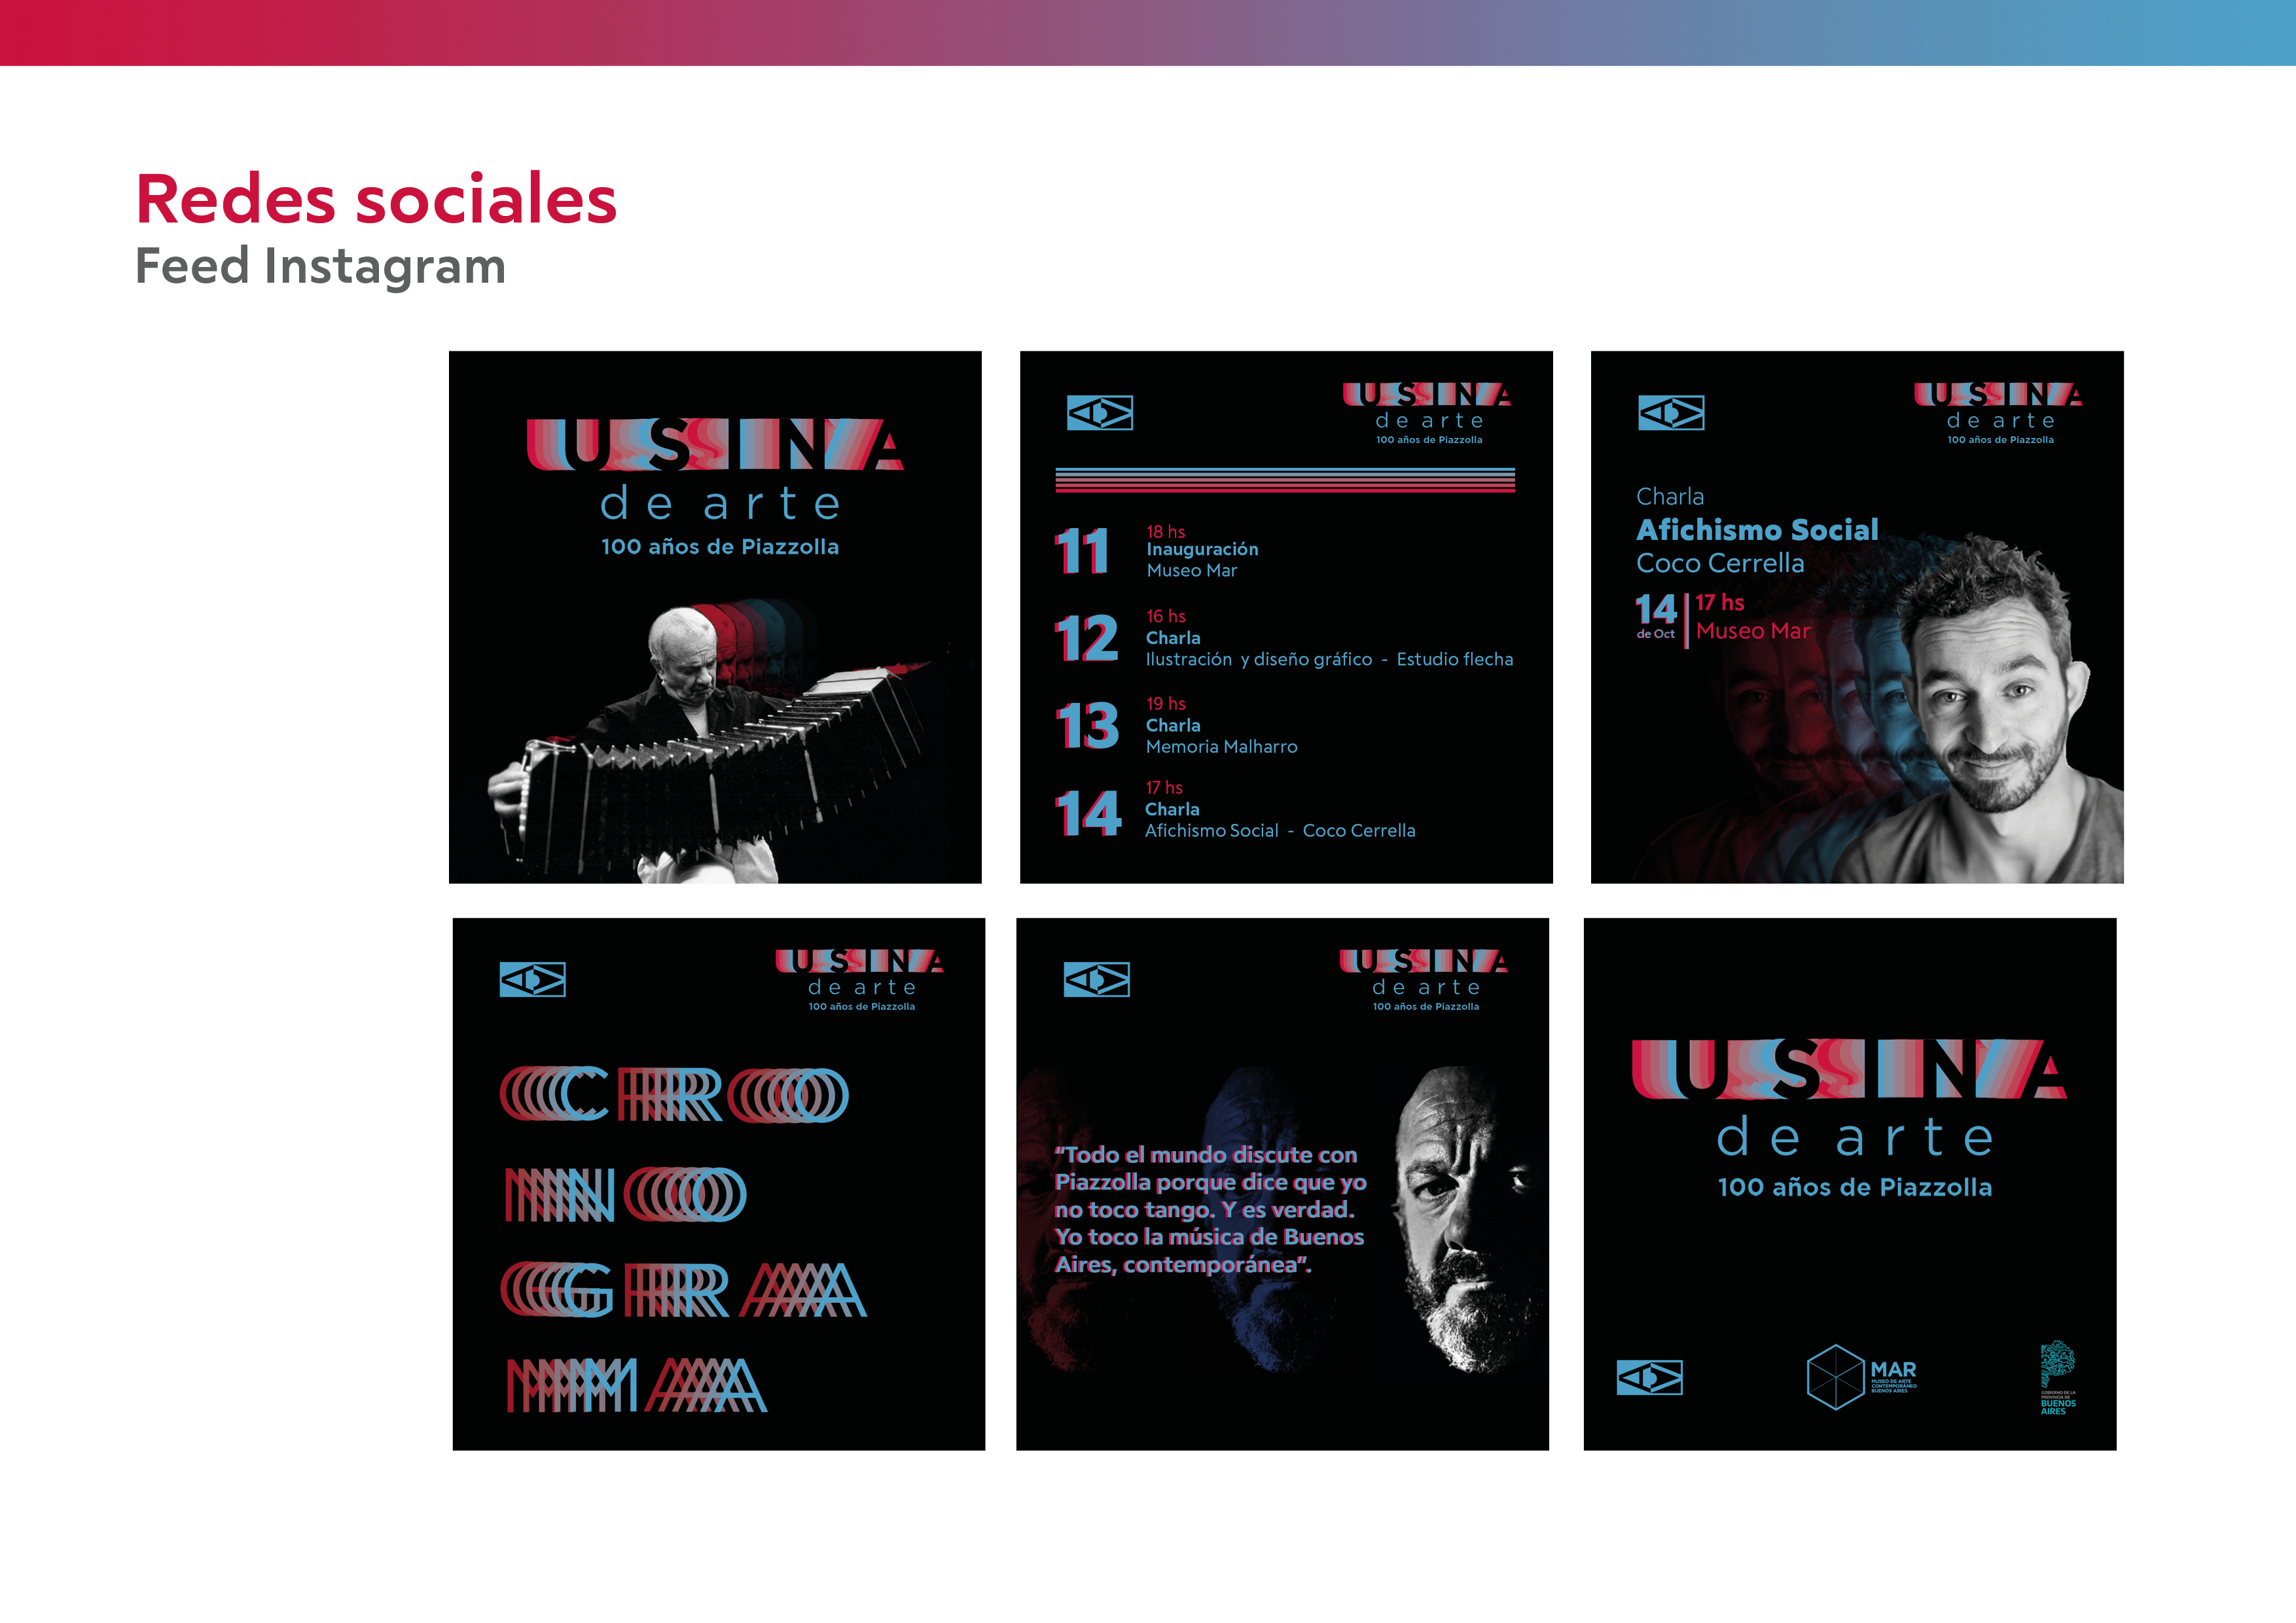 Redes sociales
Feed Instagram
USINA
de arte
100 años de Piazzolla
USINA
de arte
100 años de Piazzolla
11
18 hs
Inauguración
Museo Mar
12
16 hs
Charla
Ilustración y diseño gráfico - Estudio flecha
13
19 hs
Charla
Memoria Malharro
14
17 hs
Charla
Afichismo Social - Coco Cerrella
USINA
de arte
100 años de Piazzolla
Charla
Afichismo Social
Coco Cerrella
14
de Oct
17 hs
Museo Mar
USINA
de arte
100 años de Piazzolla
CRO
NO
GRA
MA
USINA
de arte
100 años de Piazzolla
“Todo el mundo discute con
Piazzolla porque dice que yo
no toco tango. Y es verdad.
Yo toco la música de Buenos
Aires, contemporánea”.
USINA
de arte
100 años de Piazzolla
MAR
MUSEO DE ARTE
CONTEMPORÁNEO
BUENOS AIRES
GOBIERNO DE LA
PROVINCIA DE
BUENOS
AIRES